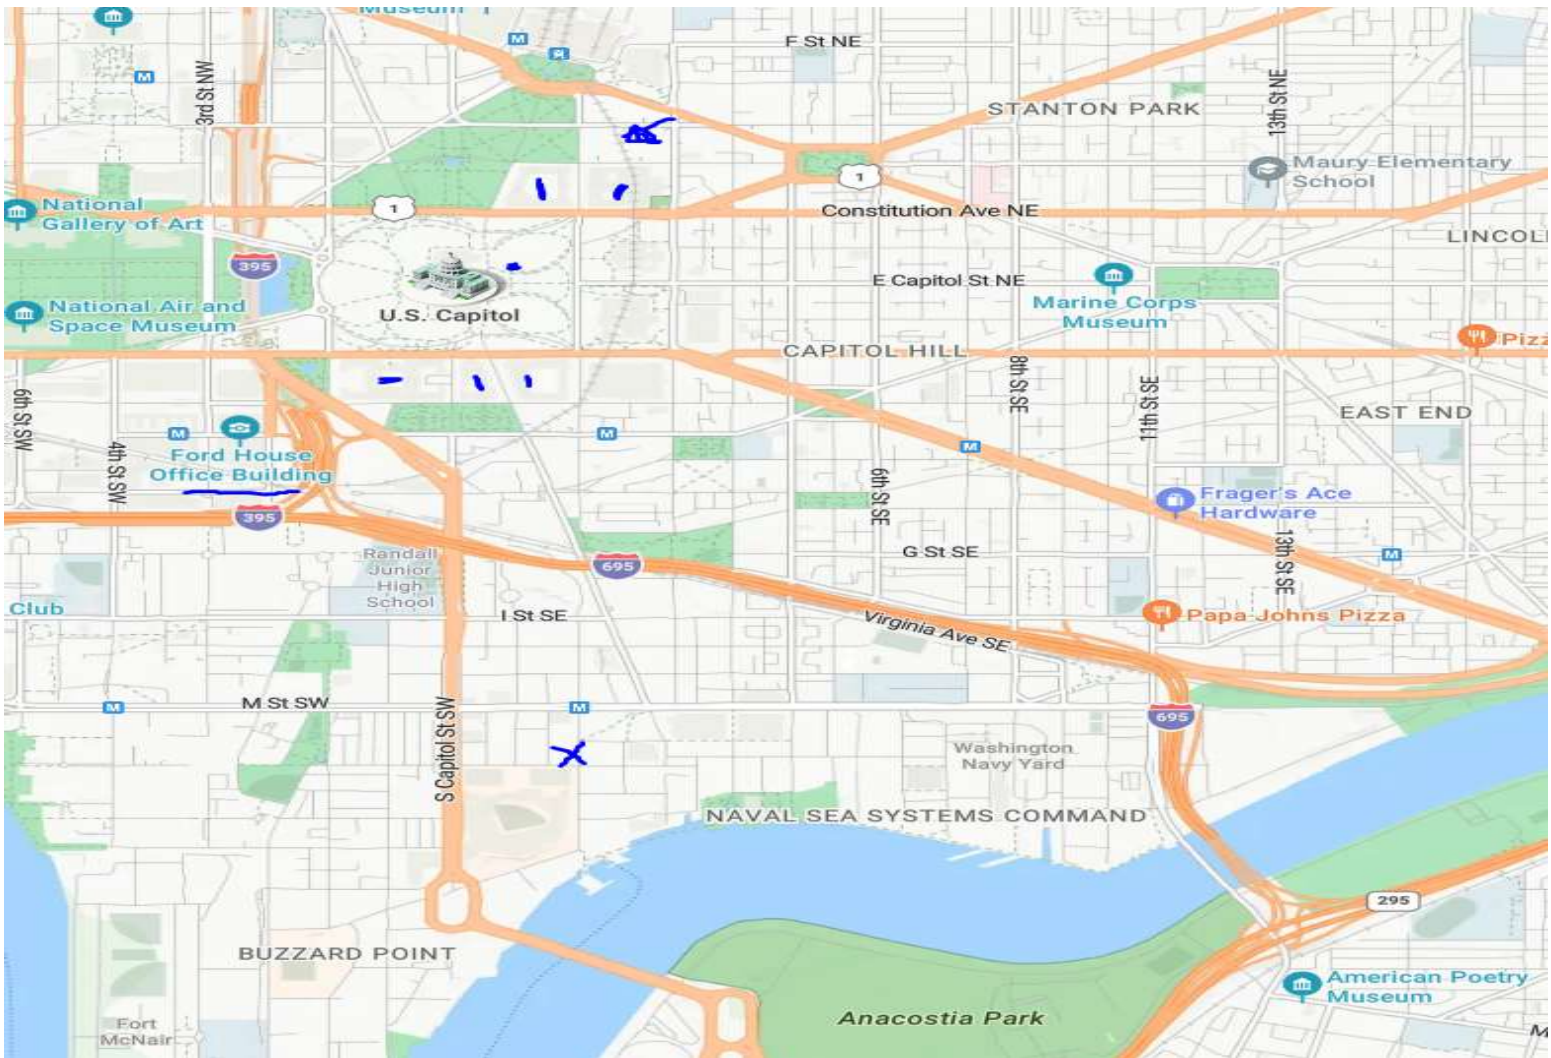 Museum
M
F St NE
M
3rd St NW
STANTON PARK
13th St NE
Maury Elementary
School
1
National
Gallery of Art
1
Constitution Ave NE
LINCOL
395
E Capitol St NE
Marine Corps
Museum
National Air and
Space Museum
U.S. Capitol
CAPITOL HILL
Pizz
6th St SW
8th St SE
11th St SE
EAST END
M
M
M
Ford House
Office Building
4th St SW
6th St SE
Frager's Ace
Hardware
395
Randall
Junior
High
School
695
G St SE
13th St SE
M
Club
I St SE
Virginia Ave SE
Papa Johns Pizza
M St SW
M
M
S Capitol St SW
695
Washington
Navy Yard
NAVAL SEA SYSTEMS COMMAND
295
BUZZARD POINT
American Poetry
Museum
Fort
McNair
Anacostia Park
M